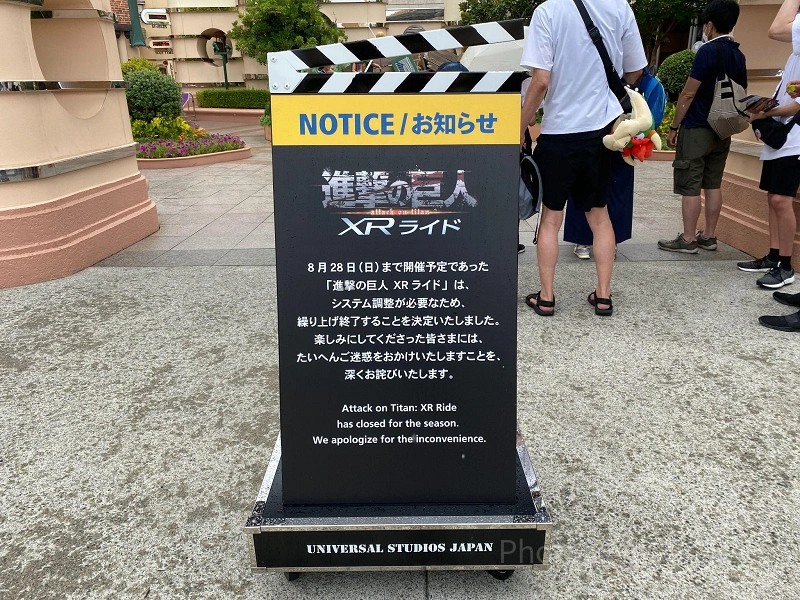 NOTICE / お知らせ
進撃の巨人
attack on titan
XRライド
8月28日(日)まで開催予定であった
「進撃の巨人 XRライド」は、
システム調整が必要なため、
繰り上げ終了することを決定いたしました。
楽しみにしてくださった皆さまには、
たいへんご迷惑をおかけいたしますことを、
深くお詫びいたします。
Attack on Titan: XR Ride
has closed for the season.
We apologize for the inconvenience.
UNIVERSAL STUDIOS JAPAN